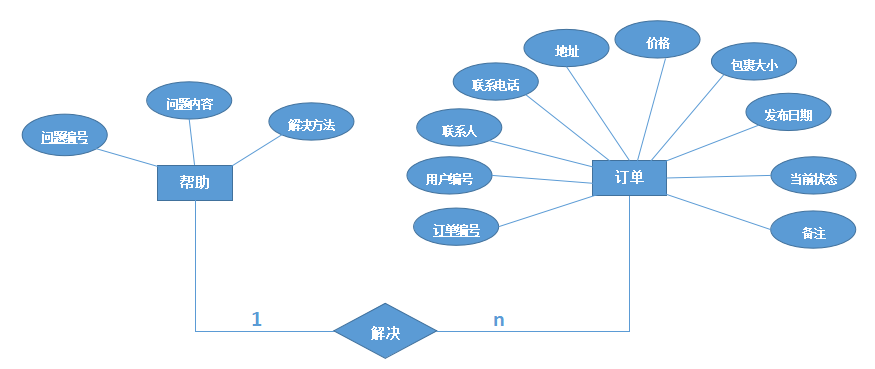 地址
价格
包裹大小
联系电话
问题内容
发布日期
问题编号
解决方法
联系人
帮助
订单
用户编号
当前状态
订单编号
备注
1
n
解决